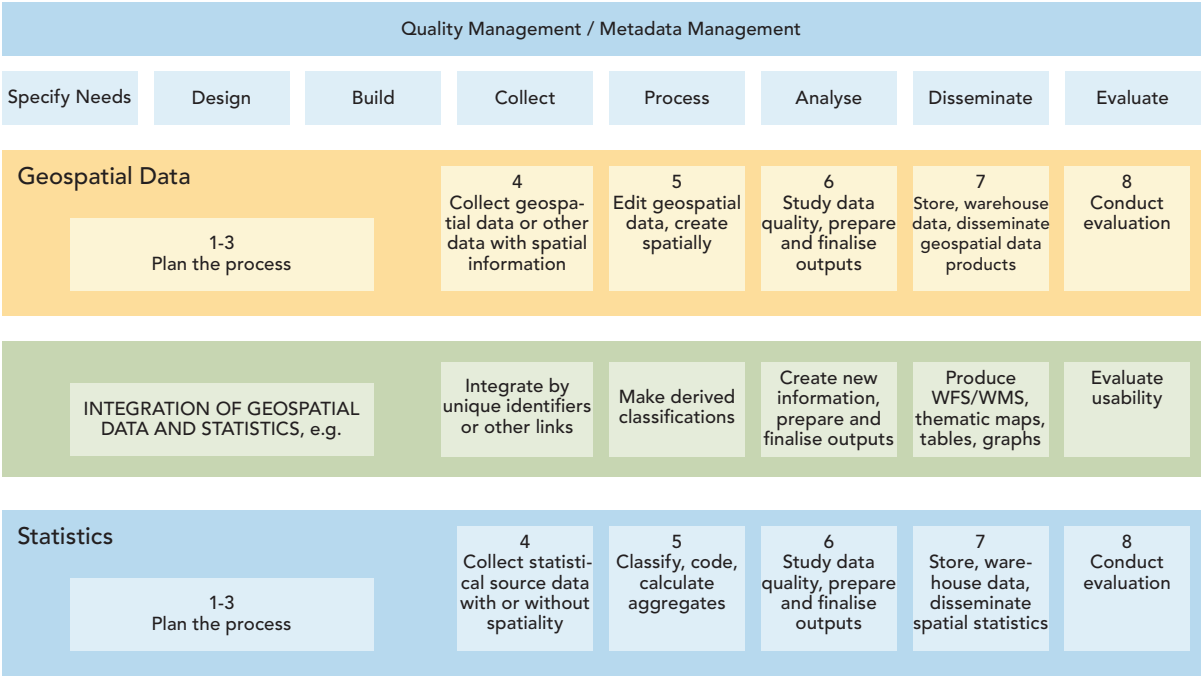 Quality Management / Metadata Management
Specify Needs
Design
Build
Collect
Process
Analyse
Disseminate
Evaluate
Geospatial Data
1-3
Plan the process
4
Collect geospa-
tial data or other
data with spatial
information
5
Edit geospatial
data, create
spatially
6
Study data
quality, prepare
and finalise
outputs
7
Store, warehouse
data, disseminate
geospatial data
products
8
Conduct
evaluation
INTEGRATION OF GEOSPATIAL
DATA AND STATISTICS, e.g.
Integrate by
unique identifiers
or other links
Make derived
classifications
Create new
information,
prepare and
finalise outputs
Produce
WFS/WMS,
thematic maps,
tables, graphs
Evaluate
usability
Statistics
1-3
Plan the process
4
Collect statisti-
cal source data
with or without
spatiality
5
Classify, code,
calculate
aggregates
6
Study data
quality, prepare
and finalise
outputs
7
Store, ware-
house data,
disseminate
spatial statistics
8
Conduct
evaluation